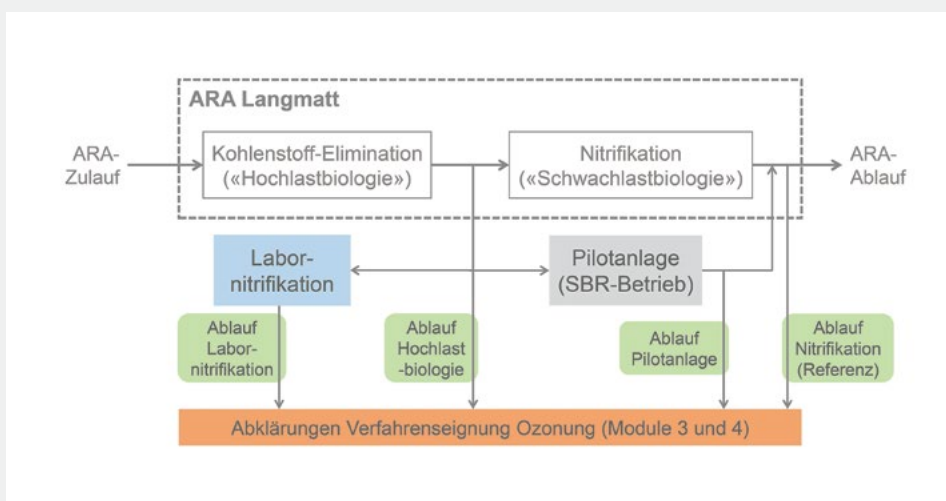 ARA Langmatt
ARA-
Zulauf
Kohlenstoff-Elimination
(«Hochlastbiologie»)
Nitrifikation
(«Schwachlastbiologie»)
ARA-
Ablauf
Labor-
nitrifikation
Pilotanlage
(SBR-Betrieb)
Ablauf
Labor-
nitrifikation
Ablauf
Hochlast
-biologie
Ablauf
Pilotanlage
Ablauf
Nitrifikation
(Referenz)
Abklärungen Verfahrenseignung Ozonung (Module 3 und 4)